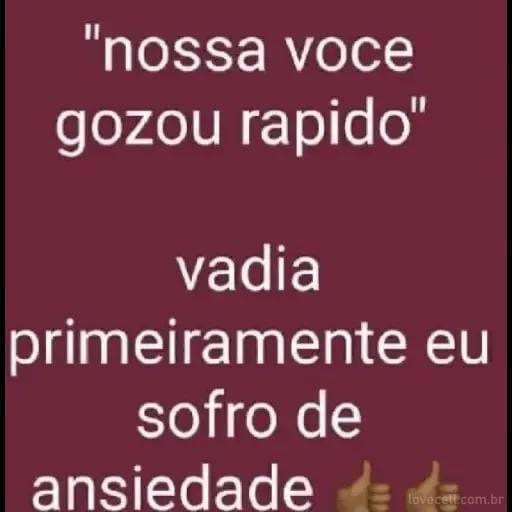 "nossa voce
gozou rapido"
vadia
primeiramente eu
sofro de
ansiedade 👍🏾👍🏾
lovecell.com.br